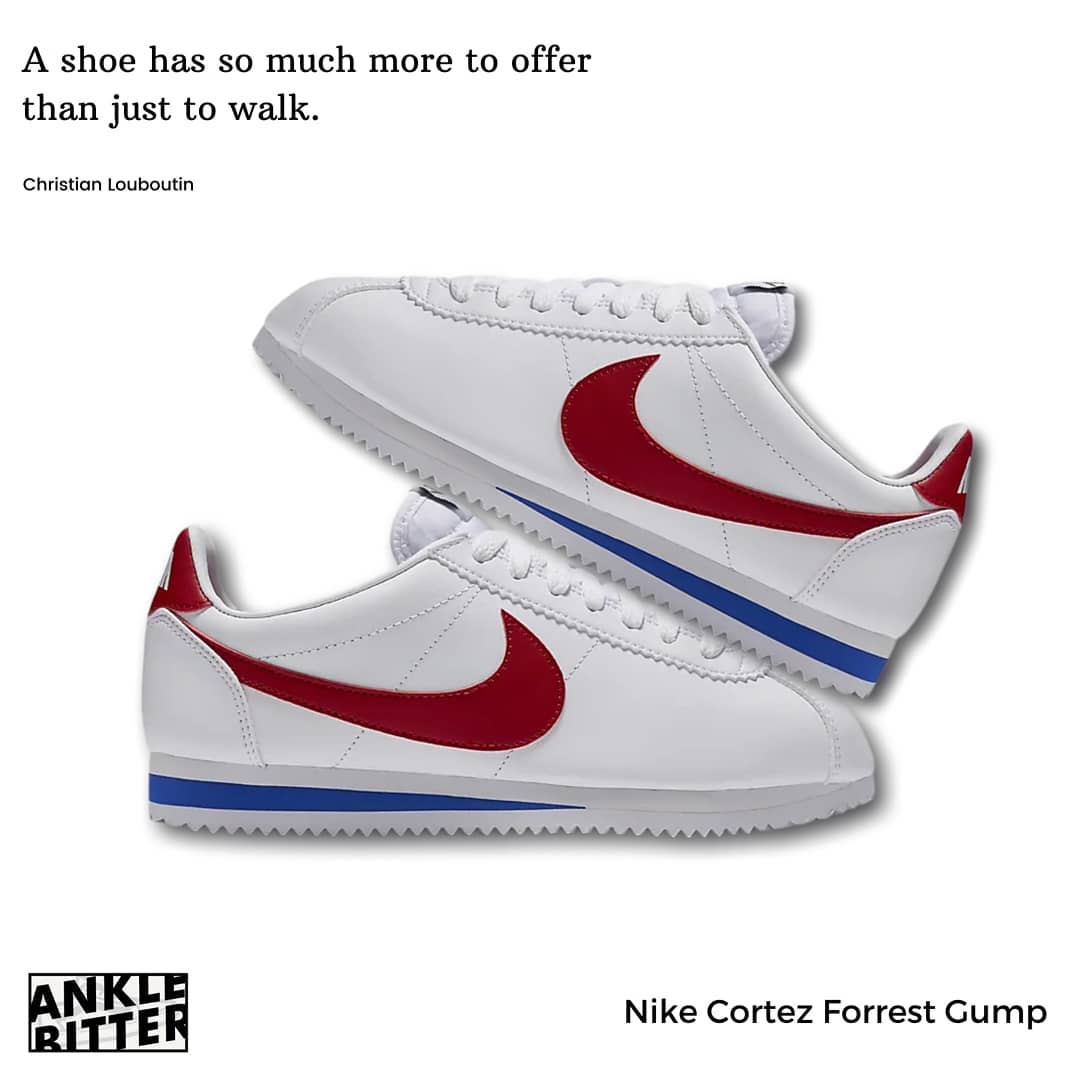 A shoe has so much more to offer
than just to walk.
Christian Louboutin
ANKLE
BITTER
Nike Cortez Forrest Gump